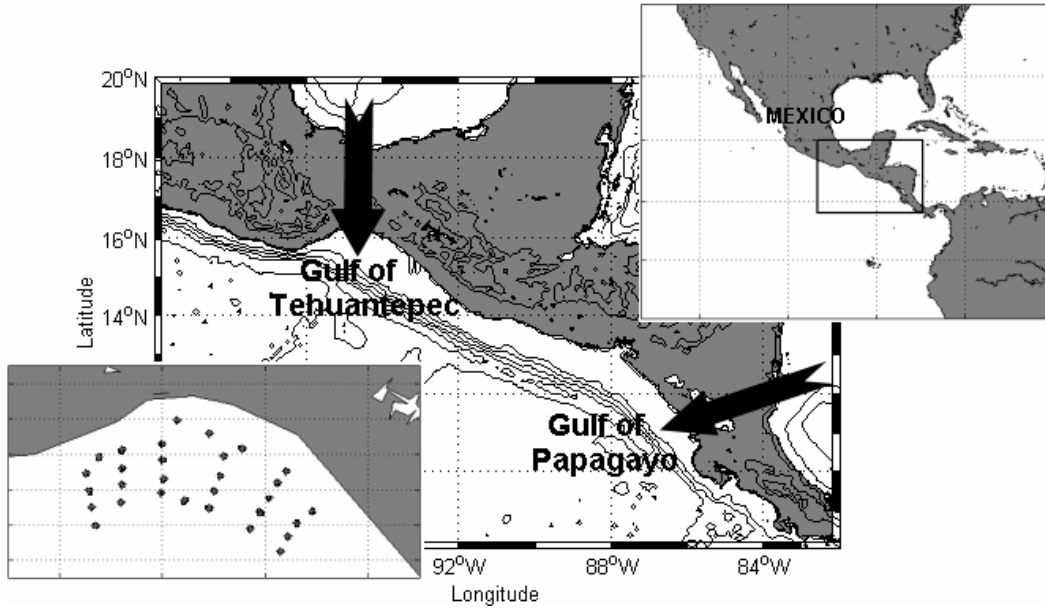 MEXICO
20°N
18°N
16°N
14°N
Latitude
Gulf of
Tehuantepec
Gulf of
Papagayo
92°W
88°W
84°W
Longitude